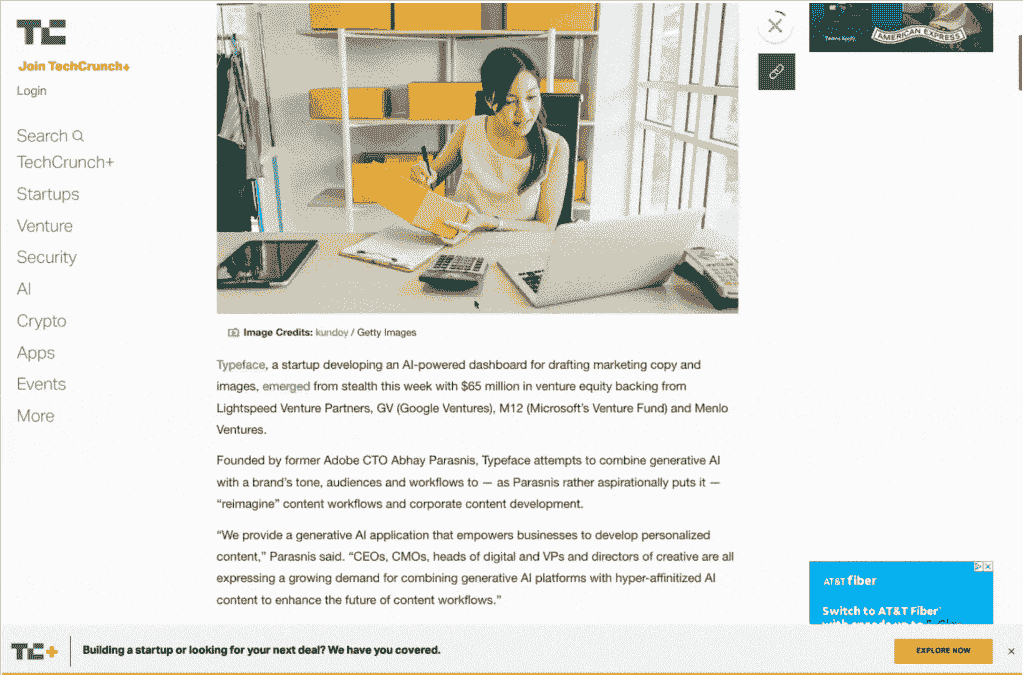 TC
Join TechCrunch+
Login
Search
TechCrunch+
Startups
Venture
Security
AI
Crypto
Apps
Events
More
AMERICAN EXPRESS
Image Credits: kundoy / Getty Images
Typeface, a startup developing an AI-powered dashboard for drafting marketing copy and
images, emerged from stealth this week with $65 million in venture equity backing from
Lightspeed Venture Partners, GV (Google Ventures), M12 (Microsoft's Venture Fund) and Menlo
Ventures.
Founded by former Adobe CTO Abhay Parasnis, Typeface attempts to combine generative AI
with a brand's tone, audiences and workflows to — as Parasnis rather aspirationally puts it —
“reimagine” content workflows and corporate content development.
“We provide a generative AI application that empowers businesses to develop personalized
content,” Parasnis said. “CEOs, CMOs, heads of digital and VPs and directors of creative are all
expressing a growing demand for combining generative AI platforms with hyper-affinitized AI
content to enhance the future of content workflows.”
AT&T fiber
Switch to AT&T Fiber
TC+
Building a startup or looking for your next deal? We have you covered.
EXPLORE NOW